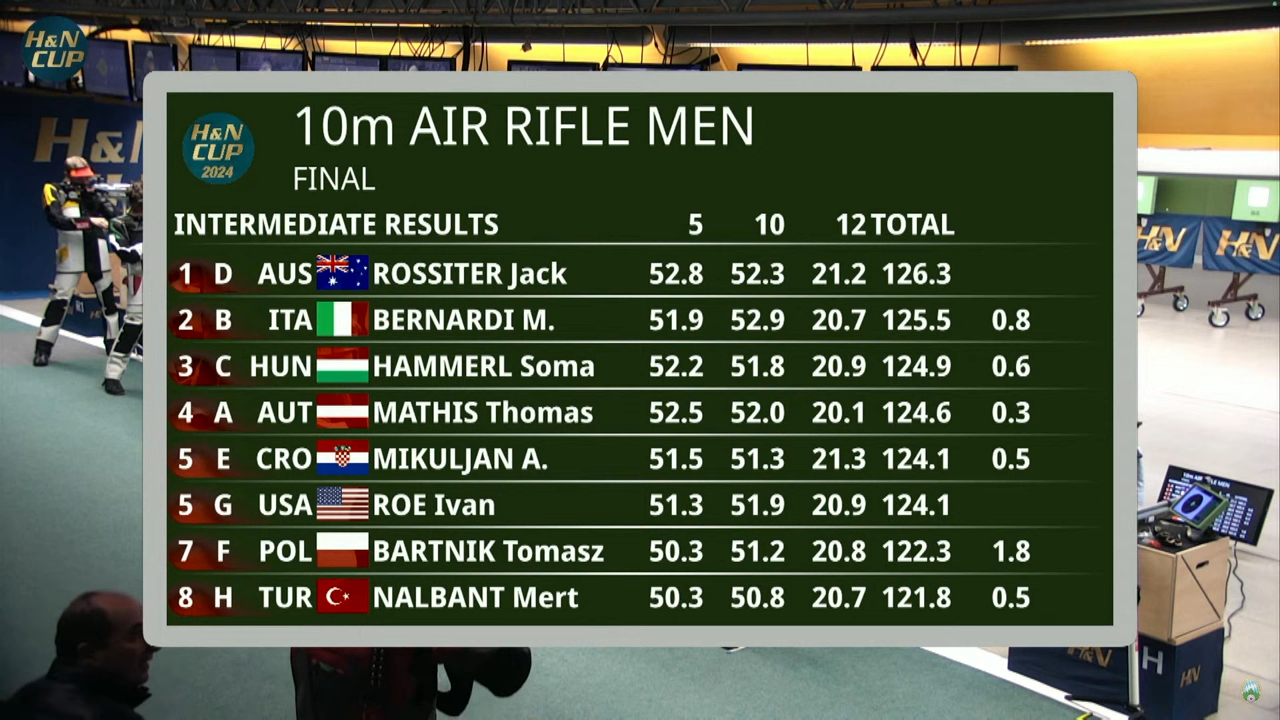 H&N
CUP
H&N
CUP
2024
10m AIR RIFLE MEN
FINAL
INTERMEDIATE RESULTS 5 10 12 TOTAL
1 D AUS ROSSITER Jack 52.8 52.3 21.2 126.3
2 B ITA BERNARDI M. 51.9 52.9 20.7 125.5 0.8
3 C HUN HAMMERL Soma 52.2 51.8 20.9 124.9 0.6
4 A AUT MATHIS Thomas 52.5 52.0 20.1 124.6 0.3
5 E CRO MIKULJAN A. 51.5 51.3 21.3 124.1 0.5
5 G USA ROE Ivan 51.3 51.9 20.9 124.1
7 F POL BARTNIK Tomasz 50.3 51.2 20.8 122.3 1.8
8 H TUR NALBANT Mert 50.3 50.8 20.7 121.8 0.5
H&N
H&N
H
HN